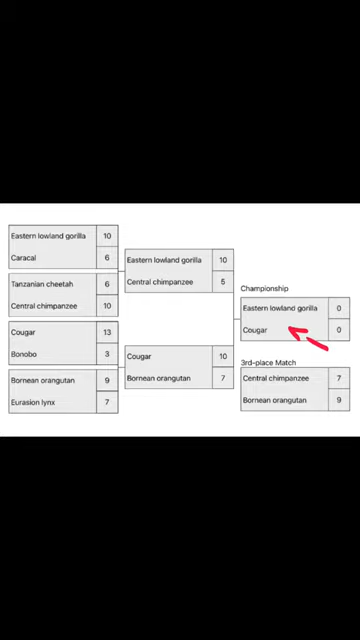 Eastern lowland gorilla 10
Caracal 6
Tanzanian cheetah 6
Central chimpanzee 10
Cougar 13
Bonobo 3
Bornean orangutan 9
Eurasion lynx 7
Eastern lowland gorilla 10
Central chimpanzee 5
Cougar 10
Bornean orangutan 7
Championship
Eastern lowland gorilla 0
Cougar 0
3rd-place Match
Central chimpanzee 7
Bornean orangutan 9